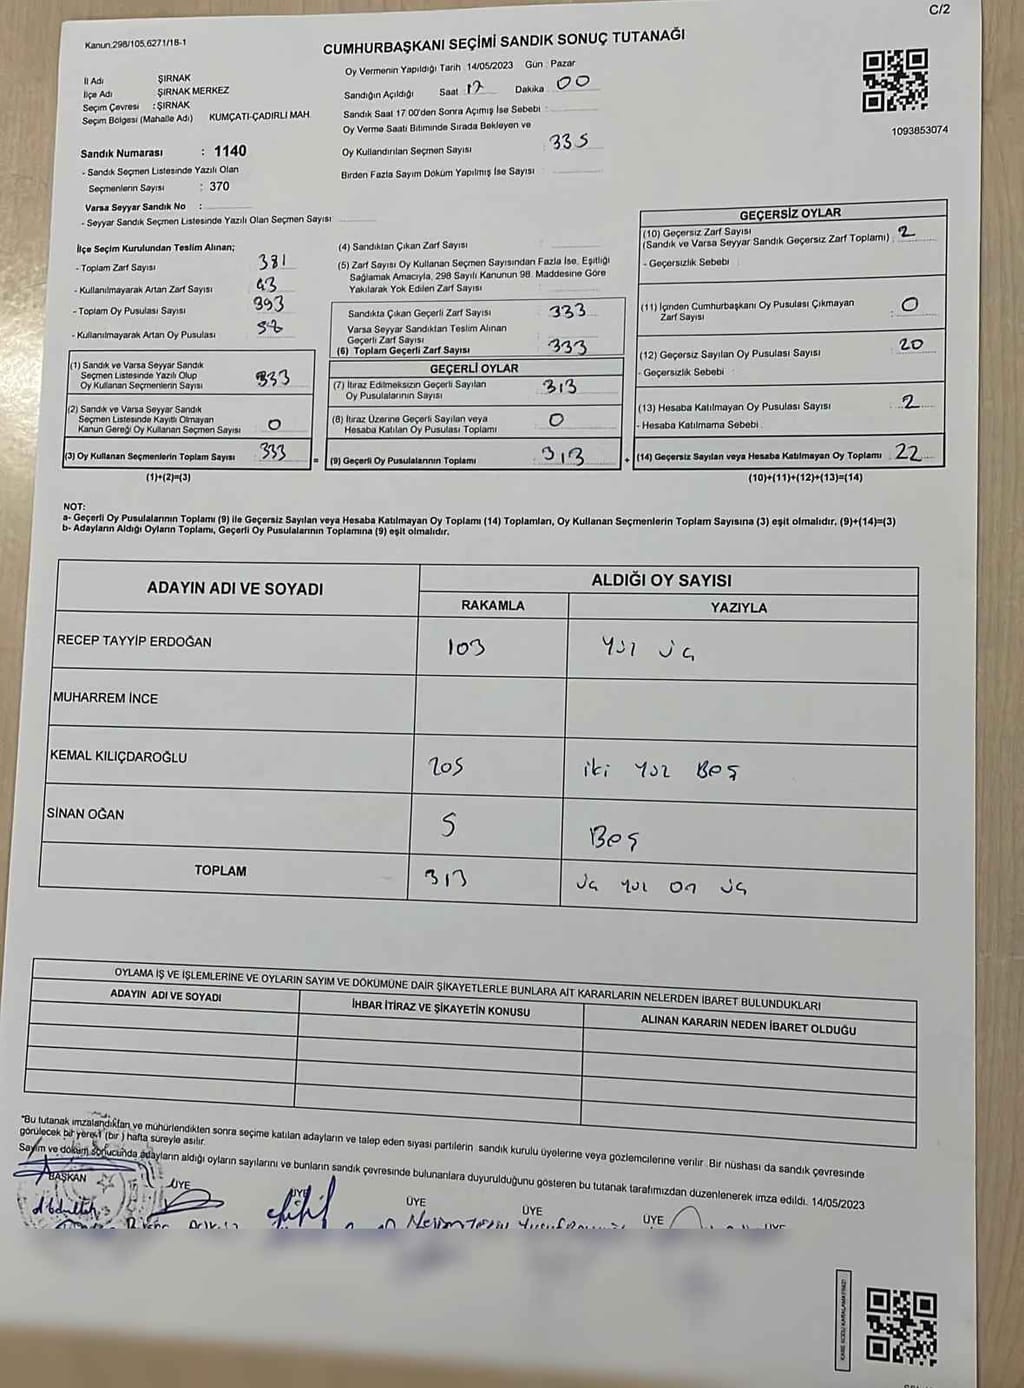 C/2
Kanun,298/105,6271/18-1
CUMHURBAŞKANI SEÇİMİ SANDIK SONUÇ TUTANAĞI
İl Adı ŞIRNAK
İlçe Adı ŞIRNAK MERKEZ
Seçim Çevresi : ŞIRNAK
Seçim Bölgesi (Mahalle Adı) KUMÇATI-ÇADIRLI MAH.
Sandık Numarası : 1140
- Sandık Seçmen Listesinde Yazılı Olan
Seçmenlerin Sayısı : 370
Varsa Seyyar Sandık No :
- Seyyar Sandık Seçmen Listesinde Yazılı Olan Seçmen Sayısı
Oy Vermenin Yapıldığı Tarih 14/05/2023 Gün : Pazar
Sandığın Açıldığı Saat 17 Dakika 00
Sandık Saat 17 00'den Sonra Açımış İse Sebebi :
Oy Verme Saati Bitiminde Sırada Bekleyen ve
Oy Kullandırılan Seçmen Sayısı 335
Birden Fazla Sayım Döküm Yapılmış İse Sayısı
1093853074
İlçe Seçim Kurulundan Teslim Alınan;
- Toplam Zarf Sayısı 381
- Kullanılmayarak Artan Zarf Sayısı 43
- Toplam Oy Pusulası Sayısı 393
- Kullanılmayarak Artan Oy Pusulası
(1) Sandık ve Varsa Seyyar Sandık
Seçmen Listesinde Yazılı Olup
Oy Kullanan Seçmenlerin Sayısı 333
(2) Sandık ve Varsa Seyyar Sandık
Seçmen Listesinde Kayıtlı Olmayan
Kanun Gereği Oy Kullanan Seçmen Sayısı 0
(3) Oy Kullanan Seçmenlerin Toplam Sayısı 333
(1)+(2)=(3)
(4) Sandıktan Çıkan Zarf Sayısı
(5) Zarf Sayısı Oy Kullanan Seçmen Sayısından Fazla İse, Eşitliği
Sağlamak Amacıyla, 298 Sayılı Kanunun 98. Maddesine Göre
Yakılarak Yok Edilen Zarf Sayısı
Sandıkta Çıkan Geçerli Zarf Sayısı 333
Varsa Seyyar Sandıktan Teslim Alınan
Geçerli Zarf Sayısı
(6) Toplam Geçerli Zarf Sayısı 333
GEÇERLİ OYLAR
(7) İtiraz Edilmeksizin Geçerli Sayılan
Oy Pusulalarının Sayısı 313
(8) İtiraz Üzerine Geçerli Sayılan veya
Hesaba Katılan Oy Pusulası Toplamı 0
= (9) Geçerli Oy Pusulalarının Toplamı 313
GEÇERSİZ OYLAR
(10) Geçersiz Zarf Sayısı
(Sandık ve Varsa Seyyar Sandık Geçersiz Zarf Toplamı) 2
- Geçersizlik Sebebi
(11) İçinden Cumhurbaşkanı Oy Pusulası Çıkmayan
Zarf Sayısı : 0
(12) Geçersiz Sayılan Oy Pusulası Sayısı 20
- Geçersizlik Sebebi :
(13) Hesaba Katılmayan Oy Pusulası Sayısı 2
- Hesaba Katılmama Sebebi
+ (14) Geçersiz Sayılan veya Hesaba Katılmayan Oy Toplamı 22
(10)+(11)+(12)+(13)=(14)
NOT:
a- Geçerli Oy Pusulalarının Toplamı (9) ile Geçersiz Sayılan veya Hesaba Katılmayan Oy Toplamı (14) Toplamları, Oy Kullanan Seçmenlerin Toplam Sayısına (3) eşit olmalıdır. (9)+(14)=(3)
b- Adayların Aldığı Oyların Toplamı, Geçerli Oy Pusulalarının Toplamına (9) eşit olmalıdır.
ADAYIN ADI VE SOYADI ALDIĞI OY SAYISI
RAKAMLA YAZIYLA
RECEP TAYYİP ERDOĞAN 103 Yüz üç
MUHARREM İNCE
KEMAL KILIÇDAROĞLU 205 iki yüz Beş
SİNAN OĞAN 5 Beş
TOPLAM 313 üç yüz on üç
OYLAMA İŞ VE İŞLEMLERİNE VE OYLARIN SAYIM VE DÖKÜMÜNE DAİR ŞİKAYETLERLE BUNLARA AİT KARARLARIN NELERDEN İBARET BULUNDUKLARI
ADAYIN ADI VE SOYADI İHBAR İTİRAZ VE ŞİKAYETİN KONUSU ALINAN KARARIN NEDEN İBARET OLDUĞU
*Bu tutanak imzalandıktan ve mühürlendikten sonra seçime katılan adayların ve talep eden siyasi partilerin sandık kurulu üyelerine veya gözlemcilerine verilir. Bir nüshası da sandık çevresinde
görülecek bir yere 1 (bir) hafta süreyle asılır.
Sayım ve döküm sonucunda adayların aldığı oyların sayılarını ve bunların sandık çevresinde bulunanlara duyurulduğunu gösteren bu tutanak tarafımızdan düzenlenerek imza edildi. 14/05/2023
BAŞKAN ÜYE ÜYE ÜYE ÜYE ÜYE ÜYE